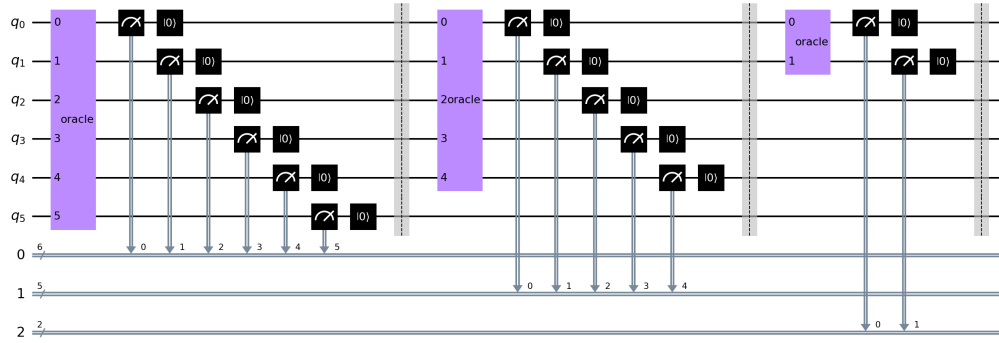 q0 0 |0⟩ 0 |0⟩ 0 |0⟩
oracle
q1 1 |0⟩ 1 |0⟩ 1 |0⟩
q2 2 |0⟩ 2oracle |0⟩
oracle
q3 3 |0⟩ 3 |0⟩
q4 4 |0⟩ 4 |0⟩
q5 5 |0⟩
0 6 0 1 2 3 4 5
1 5 0 1 2 3 4
2 2 0 1